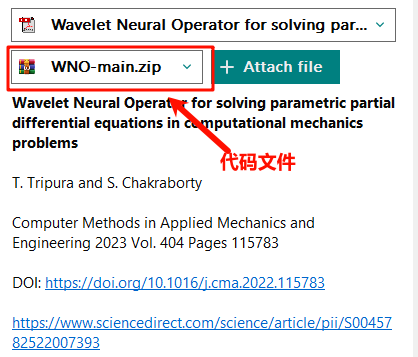 Wavelet Neural Operator for solving par...
WNO-main.zip
Attach file
Wavelet Neural Operator for solving parametric partial
differential equations in computational mechanics
problems
代码文件
T. Tripura and S. Chakraborty
Computer Methods in Applied Mechanics and
Engineering 2023 Vol. 404 Pages 115783
DOI: https://doi.org/10.1016/j.cma.2022.115783
https://www.sciencedirect.com/science/article/pii/S00457
82522007393